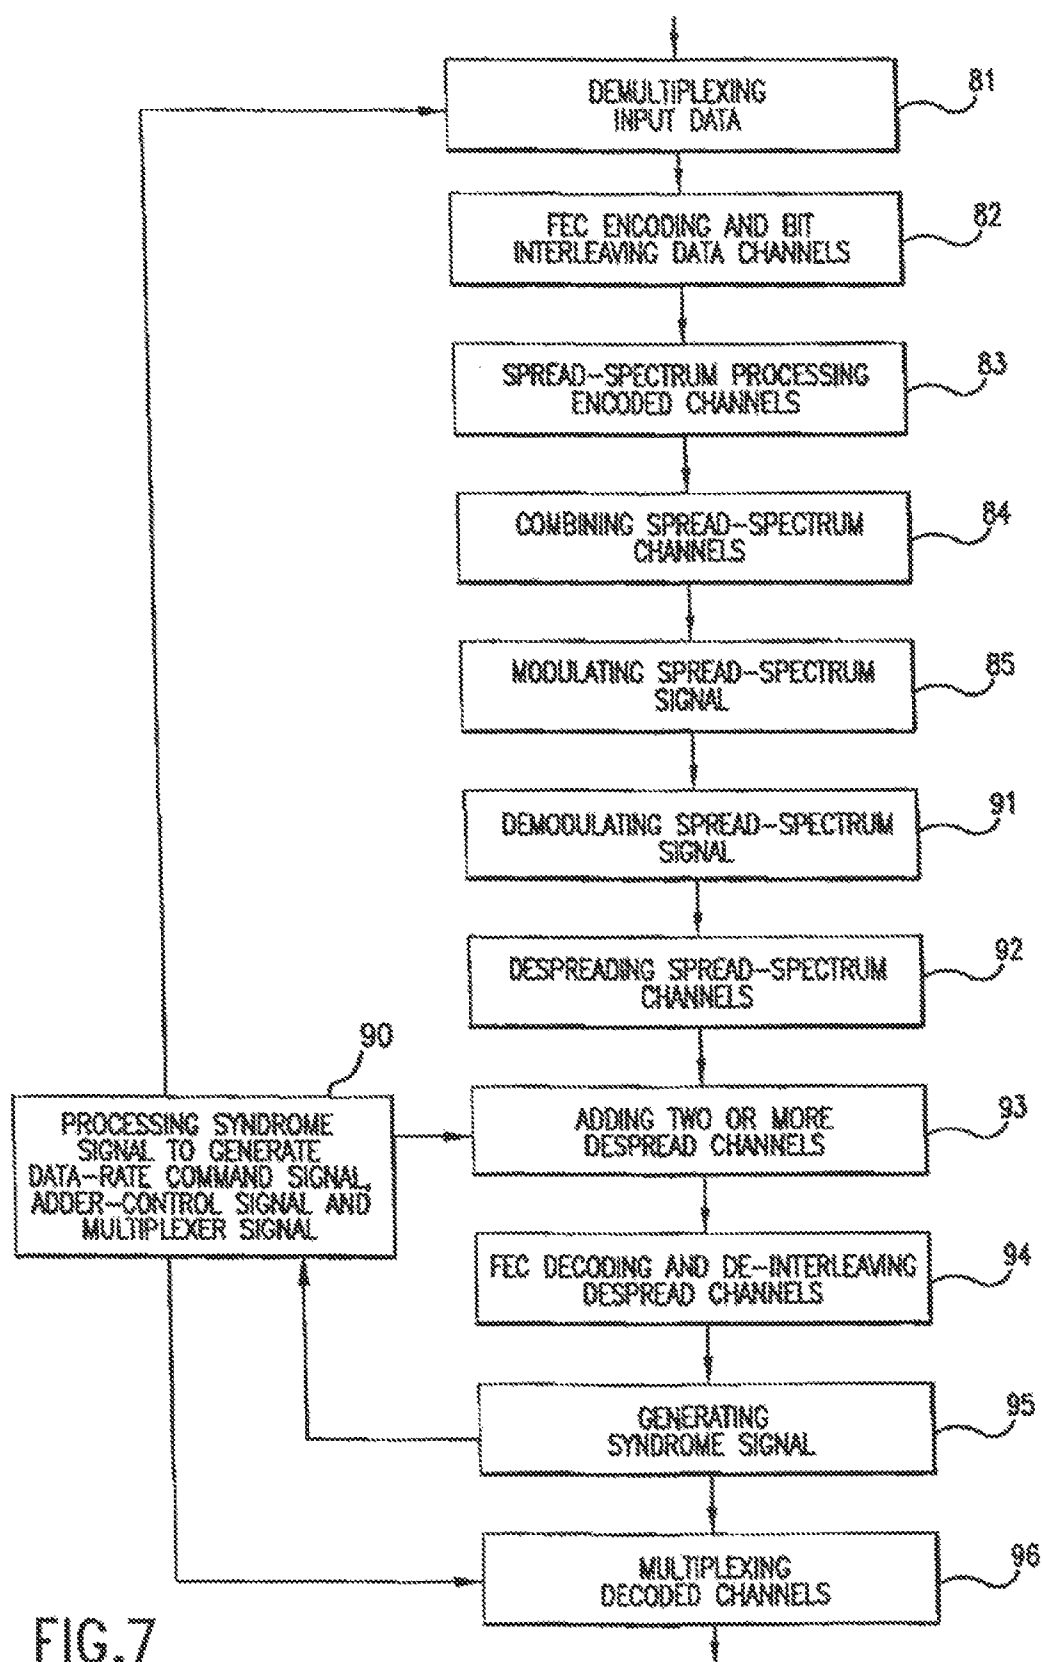 DEMULTIPLEXING
INPUT DATA
81
FEC ENCODING AND BIT
INTERLEAVING DATA CHANNELS
82
SPREAD-SPECTRUM PROCESSING
ENCODED CHANNELS
83
COMBINING SPREAD-SPECTRUM
CHANNELS
84
MODULATING SPREAD-SPECTRUM
SIGNAL
85
DEMODULATING SPREAD-SPECTRUM
SIGNAL
91
DESPREADING SPREAD-SPECTRUM
CHANNELS
92
90
PROCESSING SYNDROME
SIGNAL TO GENERATE
DATA-RATE COMMAND SIGNAL,
ADDER-CONTROL SIGNAL AND
MULTIPLEXER SIGNAL
ADDING TWO OR MORE
DESPREAD CHANNELS
93
FEC DECODING AND DE-INTERLEAVING
DESPREAD CHANNELS
94
GENERATING
SYNDROME SIGNAL
95
MULTIPLEXING
DECODED CHANNELS
96
FIG.7